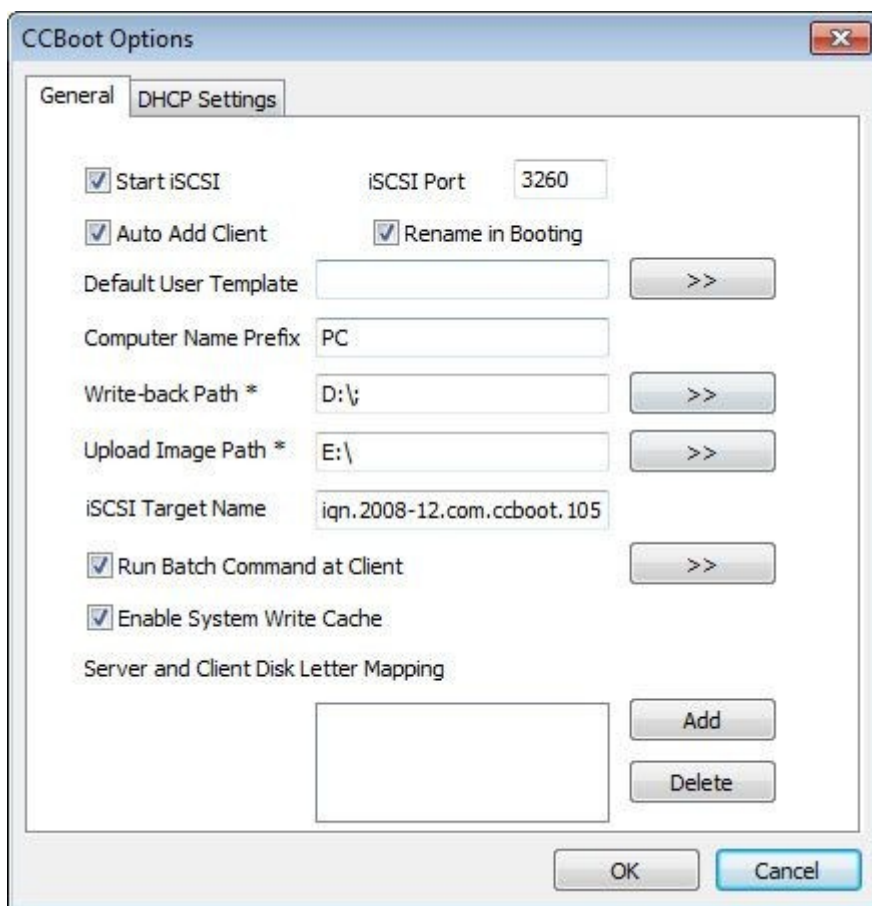 CCBoot Options
General DHCP Settings
Start iSCSI iSCSI Port 3260
Auto Add Client Rename in Booting
Default User Template >>
Computer Name Prefix PC
Write-back Path * D:\; >>
Upload Image Path * E:\ >>
iSCSI Target Name iqn.2008-12.com.ccboot.105
Run Batch Command at Client >>
Enable System Write Cache
Server and Client Disk Letter Mapping
Add
Delete
OK Cancel